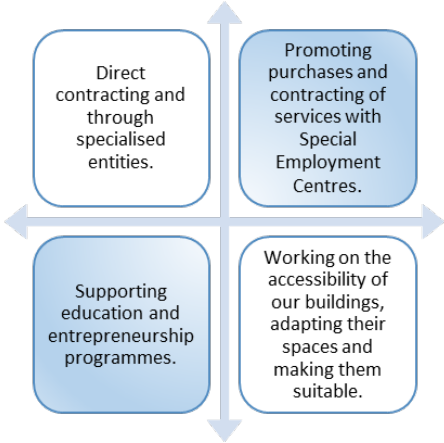 Direct
contracting and
through
specialised
entities.
Promoting
purchases and
contracting of
services with
Special
Employment
Centres.
Supporting
education and
entrepreneurship
programmes.
Working on the
accessibility of
our buildings,
adapting their
spaces and
making them
suitable.